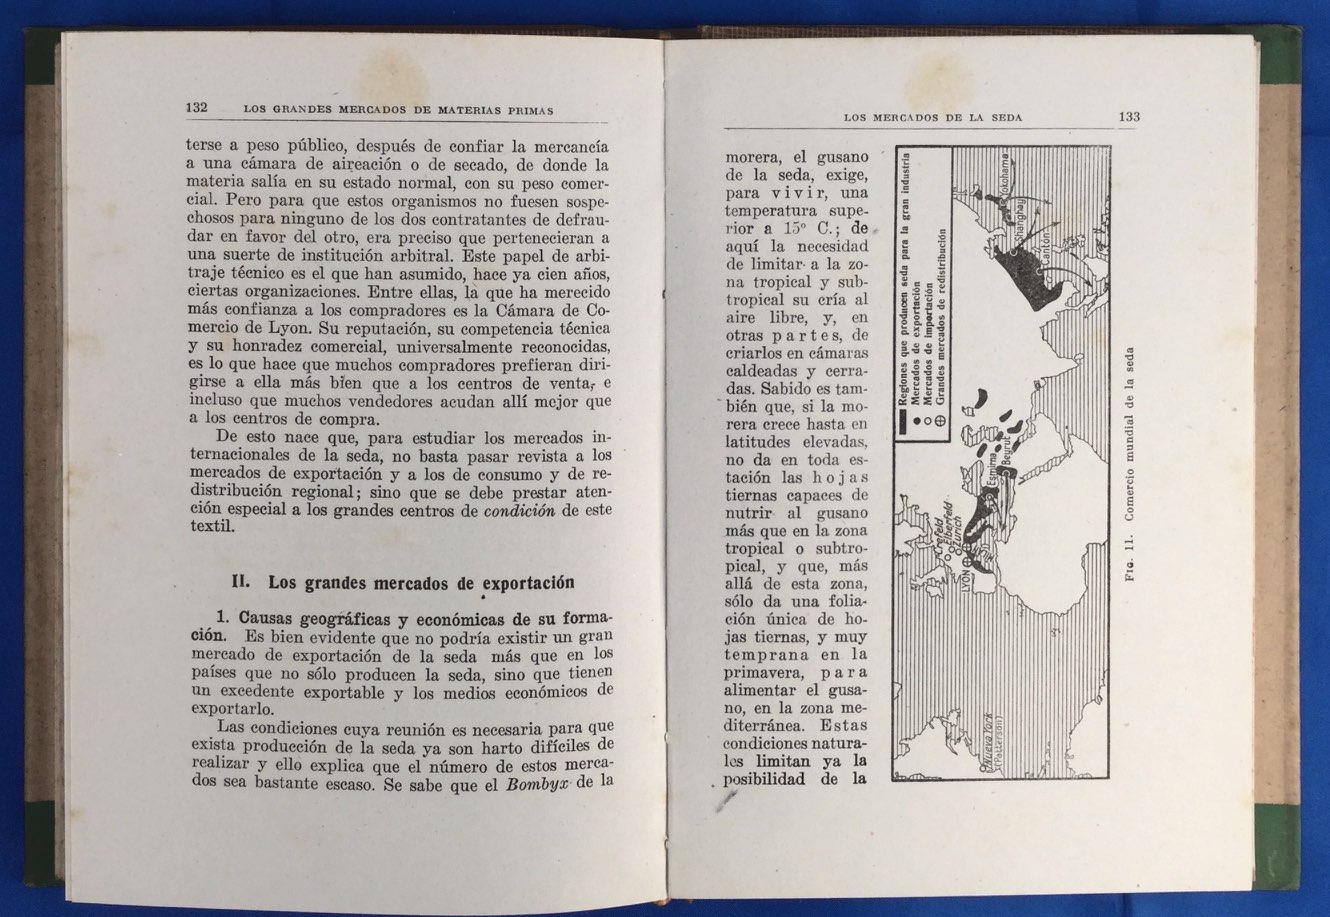 132 LOS GRANDES MERCADOS DE MATERIAS PRIMAS
terse a peso público, después de confiar la mercancía
a una cámara de aireación o de secado, de donde la
materia salía en su estado normal, con su peso comer-
cial. Pero para que estos organismos no fuesen sospe-
chosos para ninguno de los dos contratantes de defrau-
dar en favor del otro, era preciso que pertenecieran a
una suerte de institución arbitral. Este papel de arbi-
traje técnico es el que han asumido, hace ya cien años,
ciertas organizaciones. Entre ellas, la que ha merecido
más confianza a los compradores es la Cámara de Co-
mercio de Lyon. Su reputación, su competencia técnica
y su honradez comercial, universalmente reconocidas,
es lo que hace que muchos compradores prefieran diri-
girse a ella más bien que a los centros de venta, e
incluso que muchos vendedores acudan allí mejor que
a los centros de compra.
De esto nace que, para estudiar los mercados in-
ternacionales de la seda, no basta pasar revista a los
mercados de exportación y a los de consumo y de re-
distribución regional; sino que se debe prestar aten-
ción especial a los grandes centros de condición de este
textil.
II. Los grandes mercados de exportación
1. Causas geográficas y económicas de su forma-
ción. Es bien evidente que no podría existir un gran
mercado de exportación de la seda más que en los
países que no sólo producen la seda, sino que tienen
un excedente exportable y los medios económicos de
exportarlo.
Las condiciones cuya reunión es necesaria para que
exista producción de la seda ya son harto difíciles de
realizar y ello explica que el número de estos merca-
dos sea bastante escaso. Se sabe que el Bombyx de la
LOS MERCADOS DE LA SEDA 133
morera, el gusano
de la seda, exige,
para vivir, una
temperatura supe-
rior a 15º C.; de
aquí la necesidad
de limitar a la zo-
na tropical y sub-
tropical su cría al
aire libre, y, en
otras partes, de
criarlos en cámaras
caldeadas y cerra-
das. Sabido es tam-
bién que, si la mo-
rera crece hasta en
latitudes elevadas,
no da en toda es-
tación las hojas
tiernas capaces de
nutrir al gusano
más que en la zona
tropical o subtro-
pical, y que, más
allá de esta zona,
sólo da una folia-
ción única de ho-
jas tiernas, y muy
temprana en la
primavera, para
alimentar el gusa-
no, en la zona me-
diterránea. Estas
condiciones natura-
les limitan ya la
posibilidad de la
Regiones que producen seda para la gran industria
Mercados de exportación
Mercados de importación
Grandes mercados de redistribución
Nueva York
(Patterson)
LYON
Crefeld
Elberfeld
Zurich
Esmirna
Beyrut
Cantón
Shanghay
Yokohama
FIG. 11. Comercio mundial de la seda